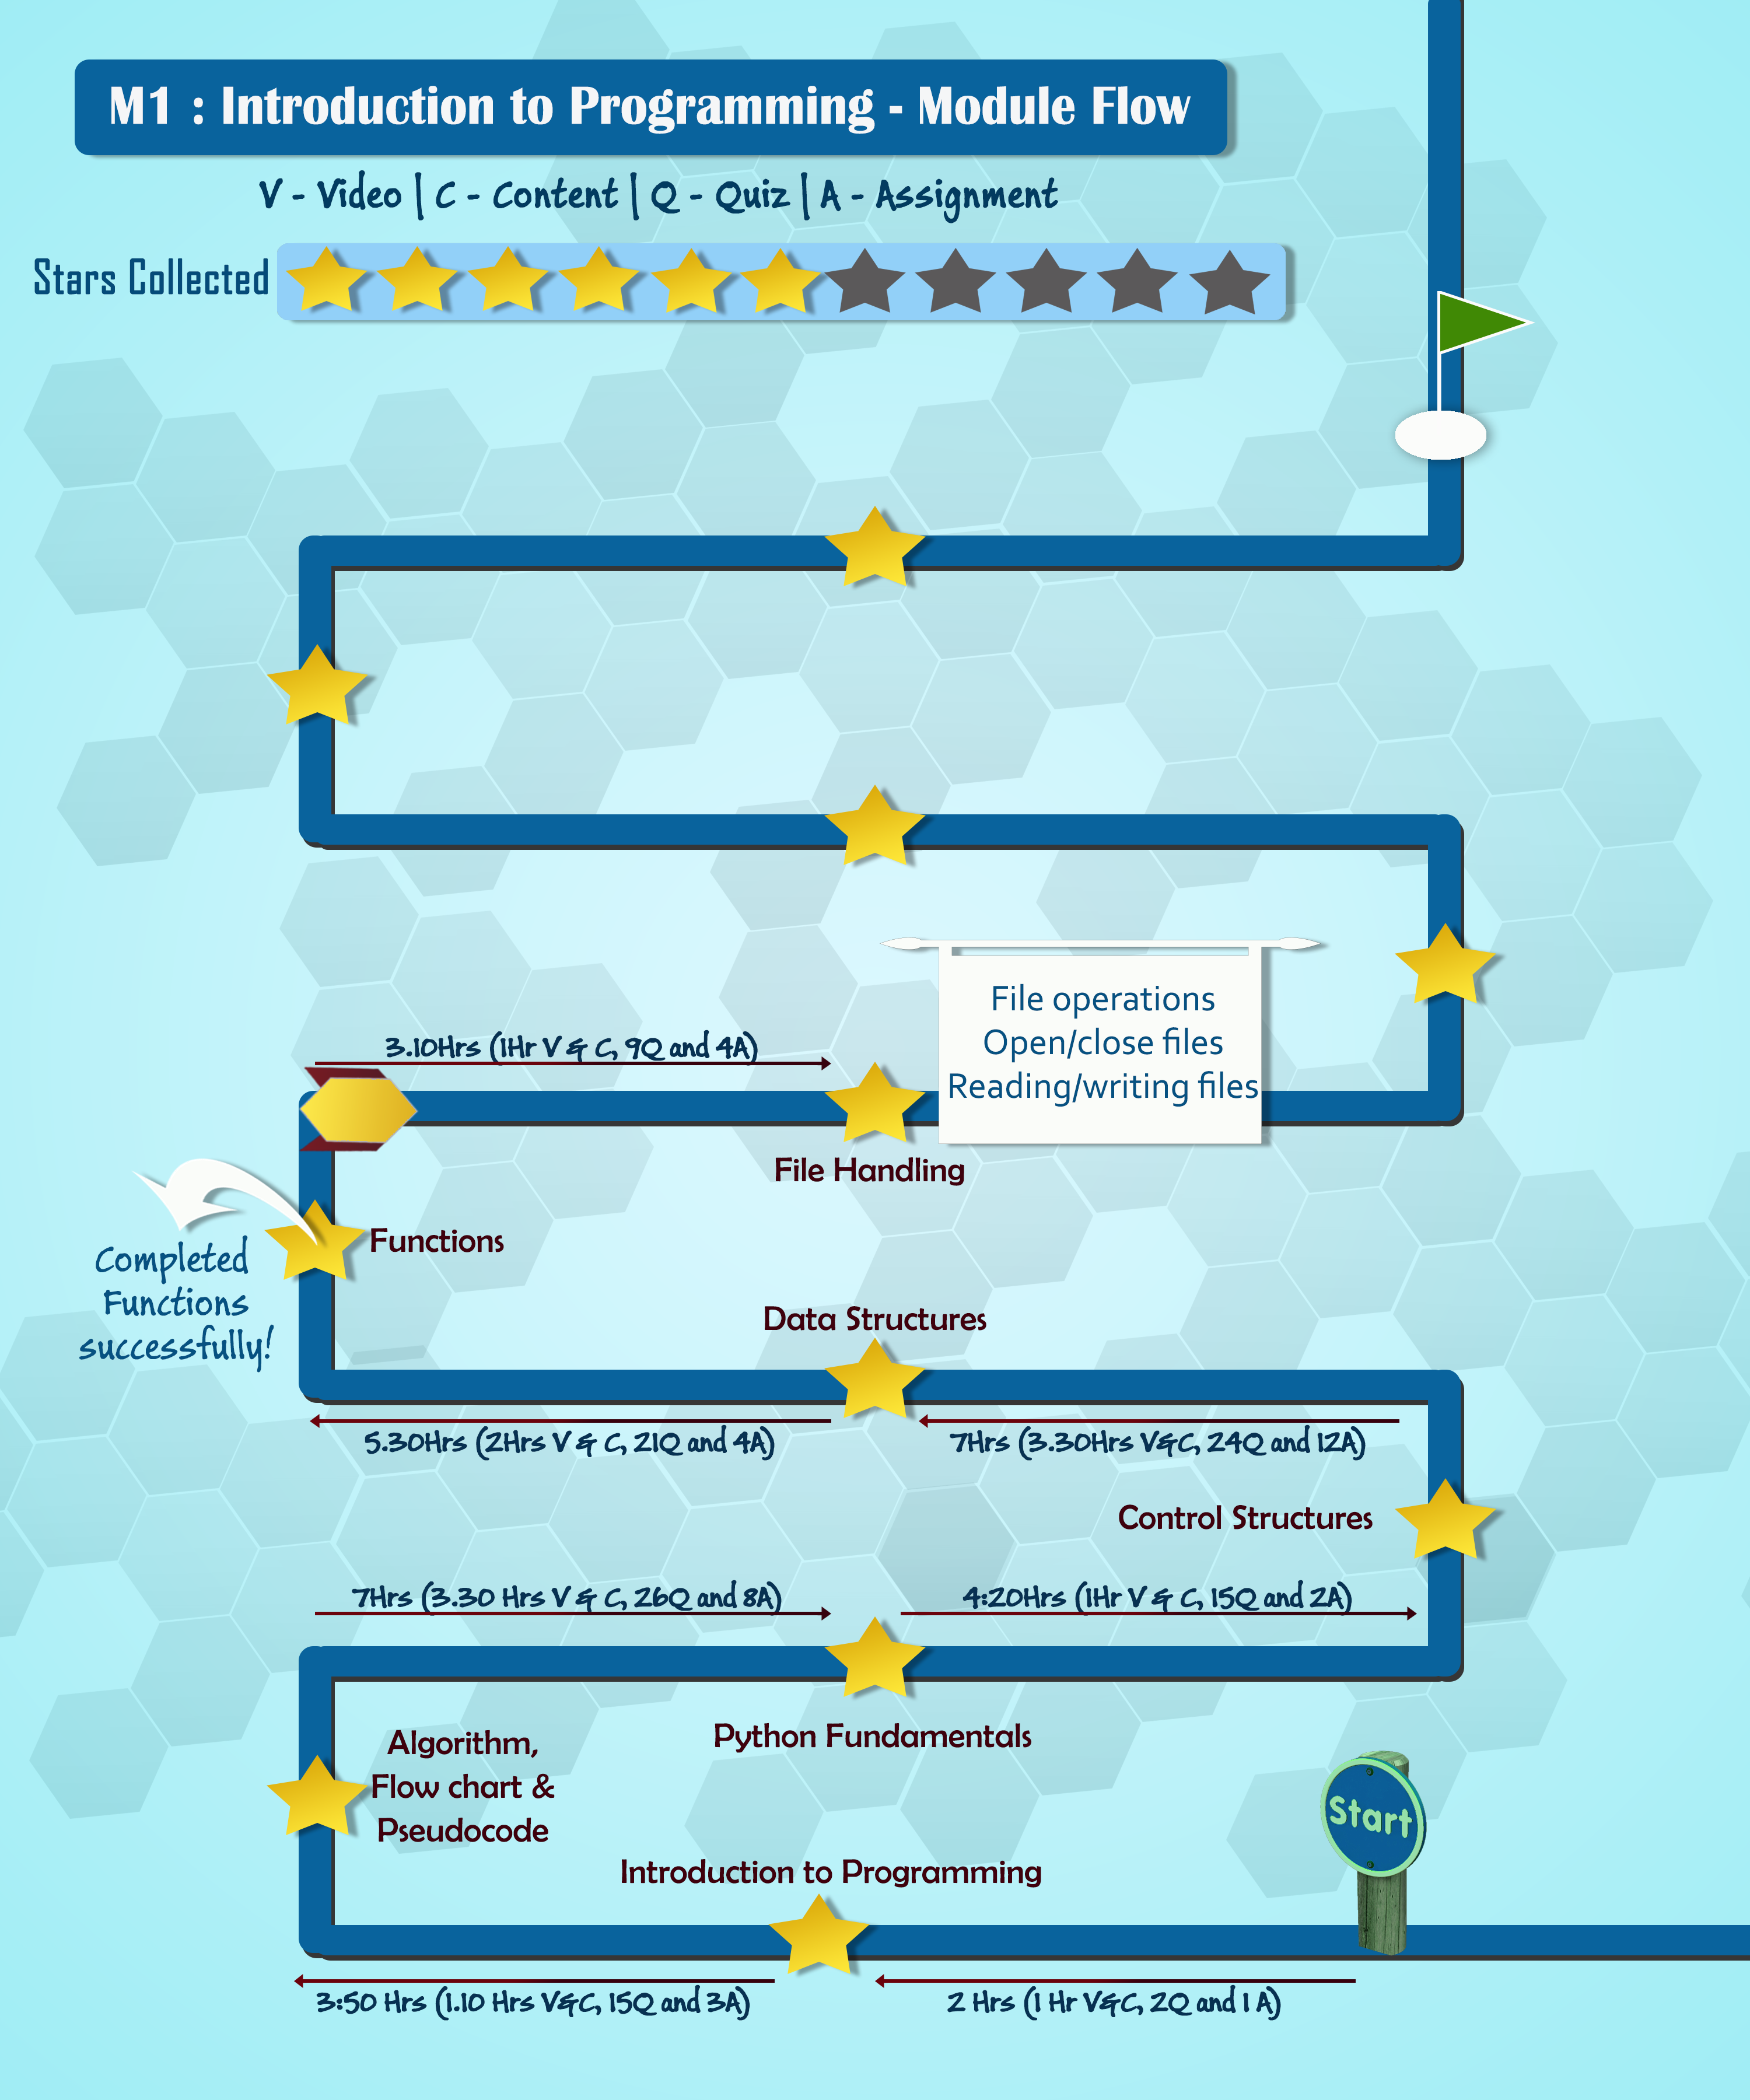 M1 : Introduction to Programming - Module Flow
V - Video | C - Content | Q - Quiz | A - Assignment
Stars Collected
File operations
Open/close files
Reading/writing files
3.10Hrs (1Hr V & C, 9Q and 4A)
File Handling
Functions
Completed
Functions
successfully!
Data Structures
5.30Hrs (2Hrs V & C, 21Q and 4A)
7Hrs (3.30Hrs V&C, 24Q and 12A)
Control Structures
7Hrs (3.30 Hrs V & C, 26Q and 8A)
4:20Hrs (1Hr V & C, 15Q and 2A)
Python Fundamentals
Algorithm,
Flow chart &
Pseudocode
Start
Introduction to Programming
3:50 Hrs (1.10 Hrs V&C, 15Q and 3A)
2 Hrs (1 Hr V&C, 2Q and 1 A)